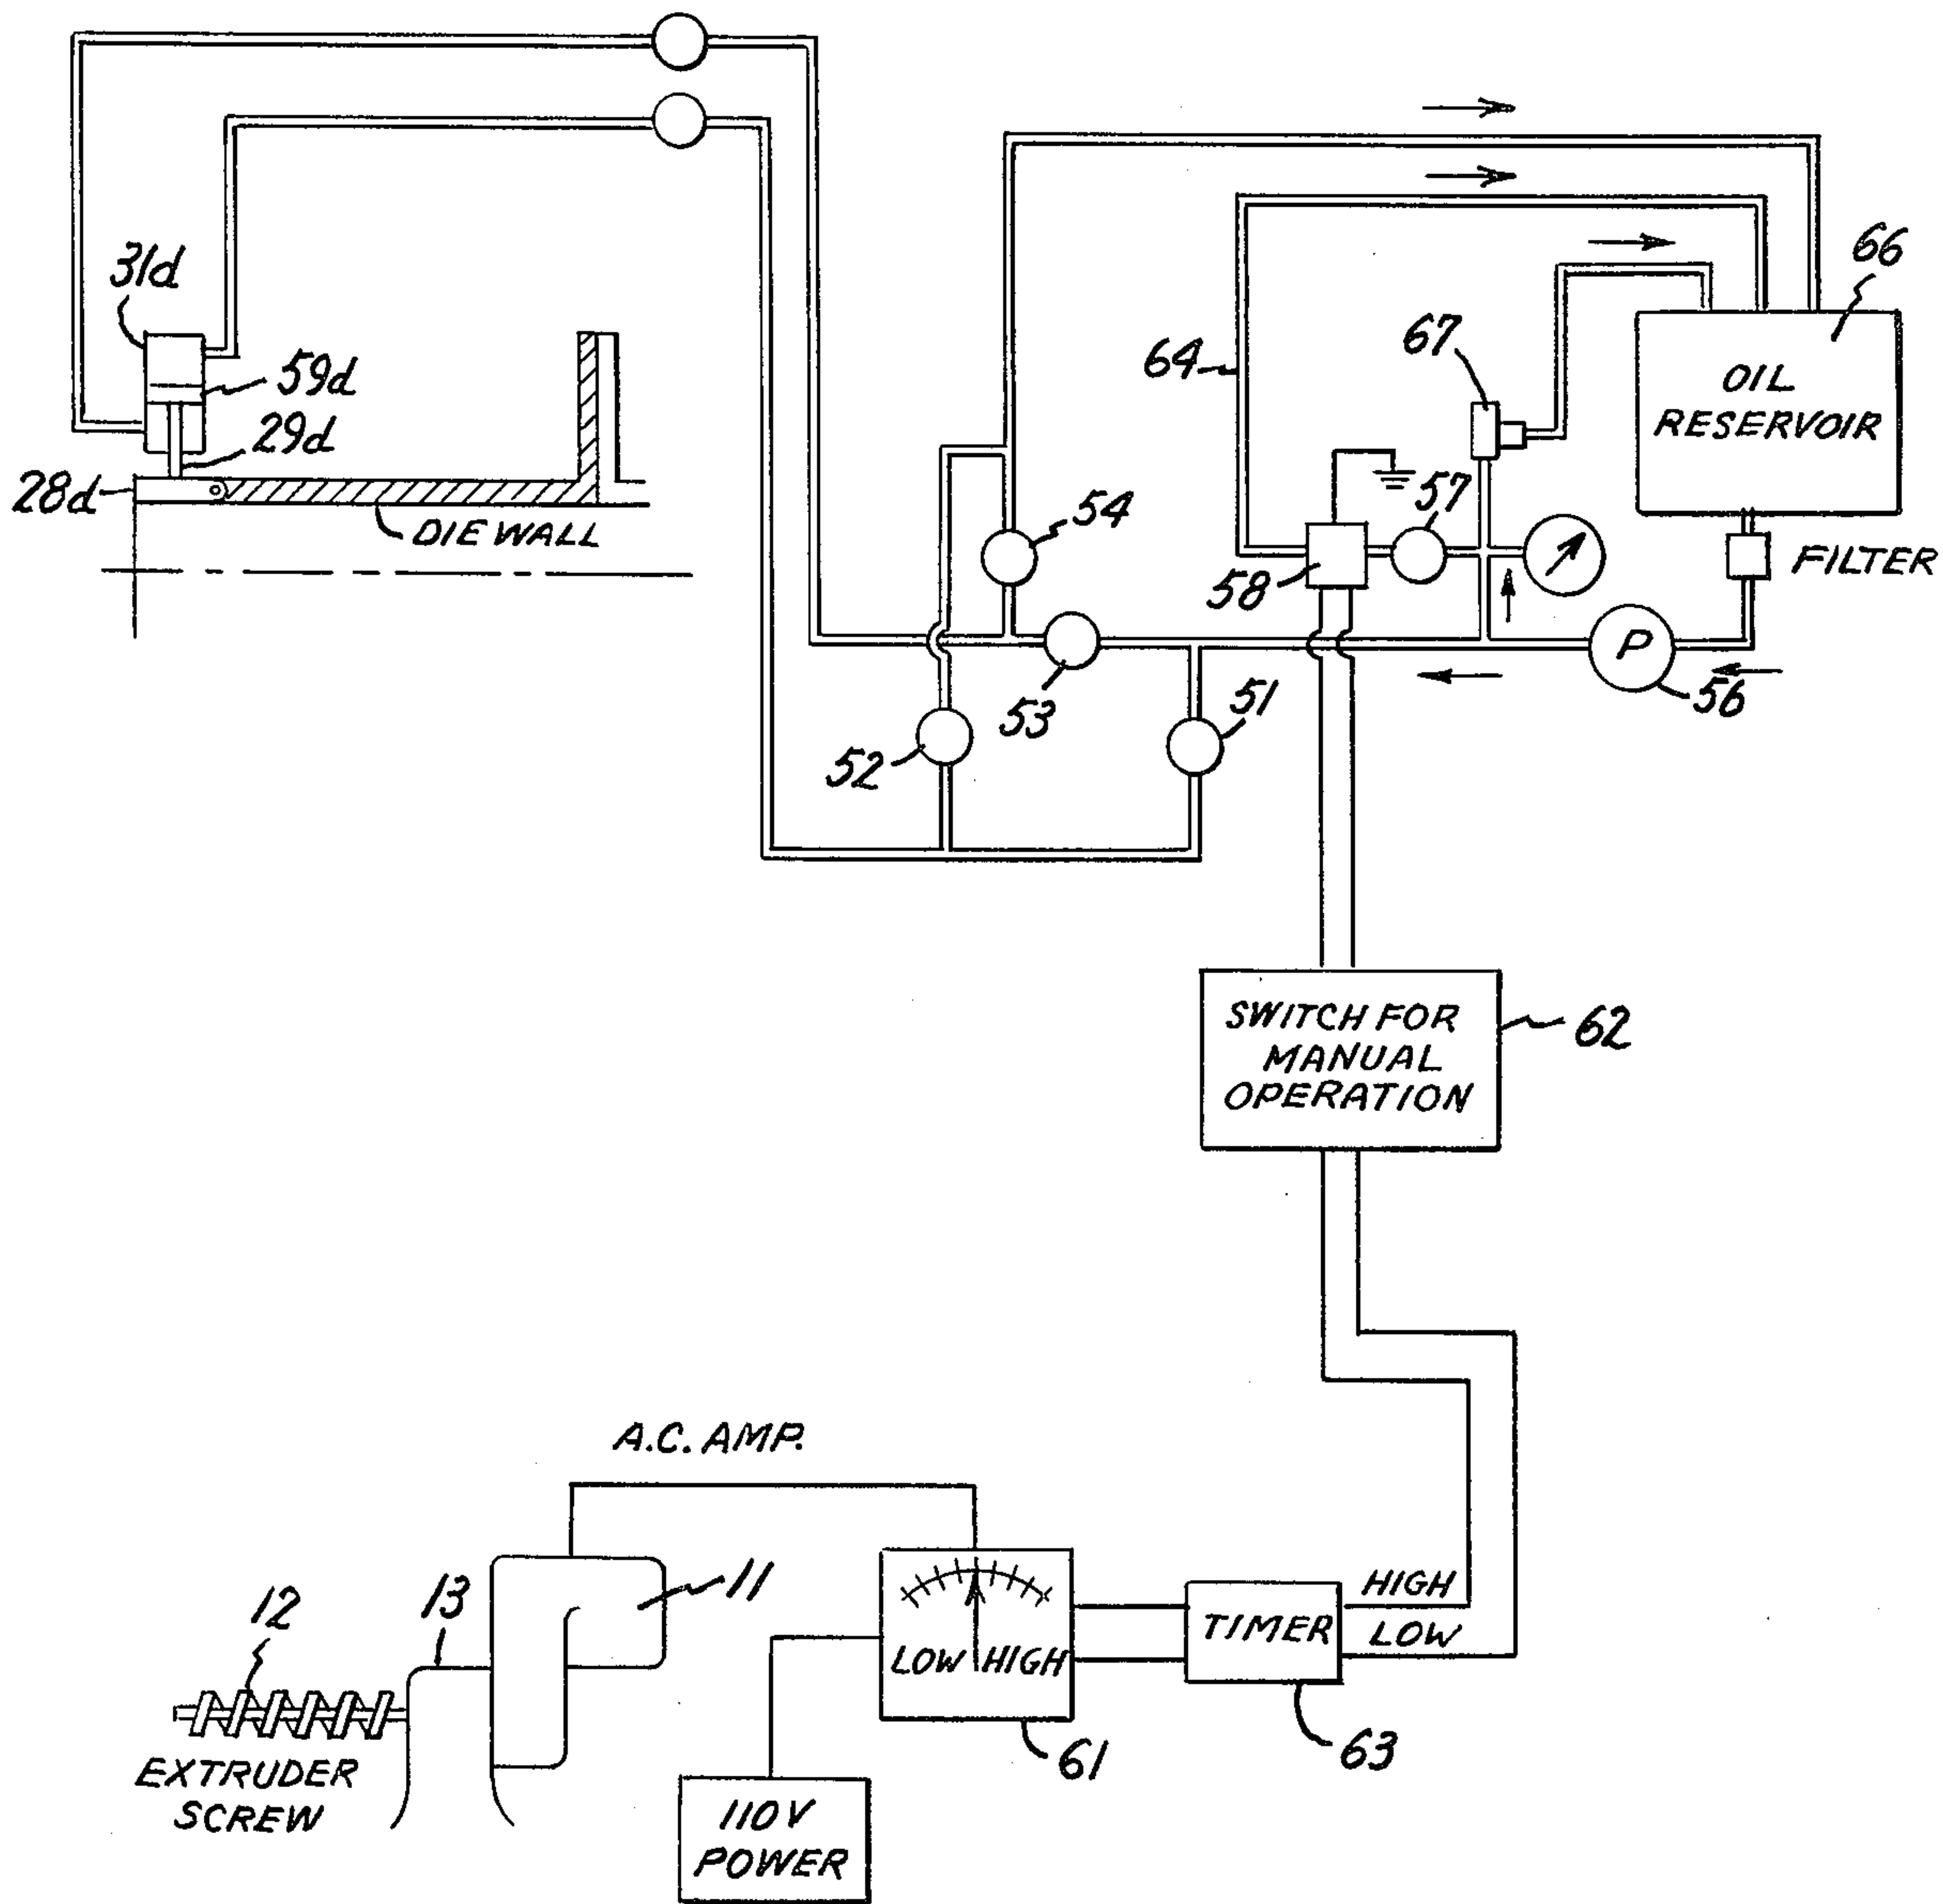 66
31d
67
OIL
RESERVOIR
64
59d
29d
28d
57
54
DIE WALL
58
FILTER
P
56
53
51
52
SWITCH FOR
MANUAL
OPERATION
62
A.C. AMP.
11
13
12
HIGH
TIMER
LOW
LOW HIGH
61
63
EXTRUDER
SCREW
110V
POWER